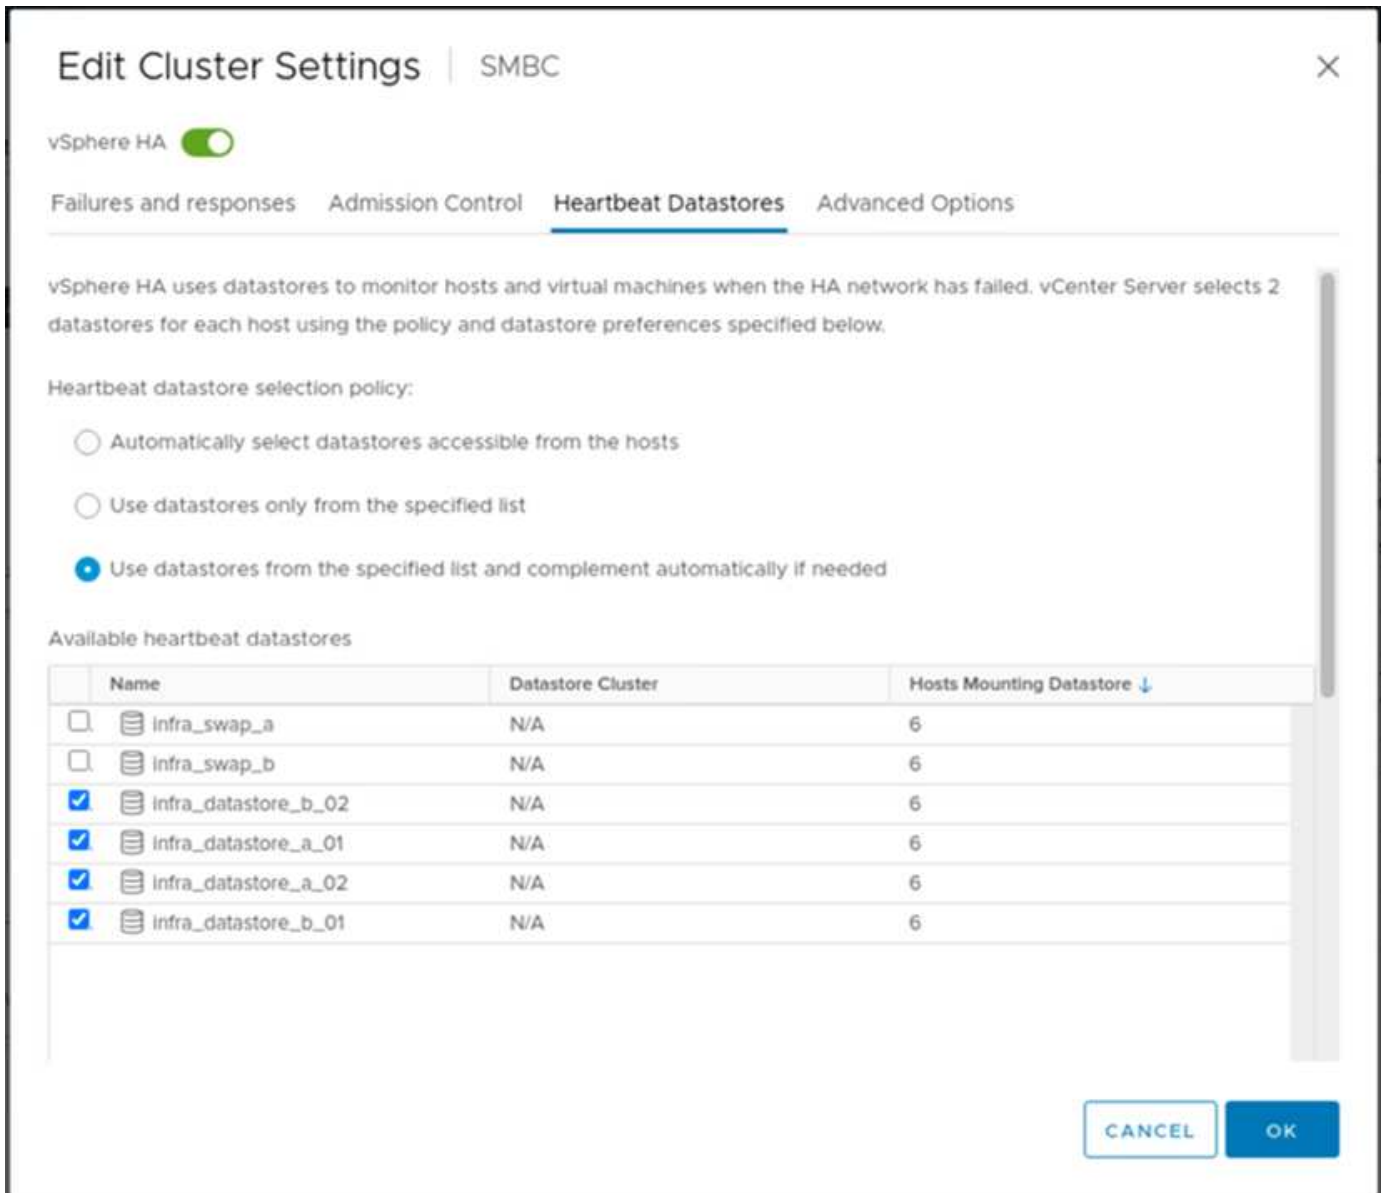 Edit Cluster Settings | SMBC
vSphere HA
Failures and responses Admission Control Heartbeat Datastores Advanced Options
vSphere HA uses datastores to monitor hosts and virtual machines when the HA network has failed. vCenter Server selects 2
datastores for each host using the policy and datastore preferences specified below.
Heartbeat datastore selection policy:
Automatically select datastores accessible from the hosts
Use datastores only from the specified list
Use datastores from the specified list and complement automatically if needed
Available heartbeat datastores
Name Datastore Cluster Hosts Mounting Datastore ↓
infra_swap_a N/A 6
infra_swap_b N/A 6
infra_datastore_b_02 N/A 6
infra_datastore_a_01 N/A 6
infra_datastore_a_02 N/A 6
infra_datastore_b_01 N/A 6
CANCEL OK